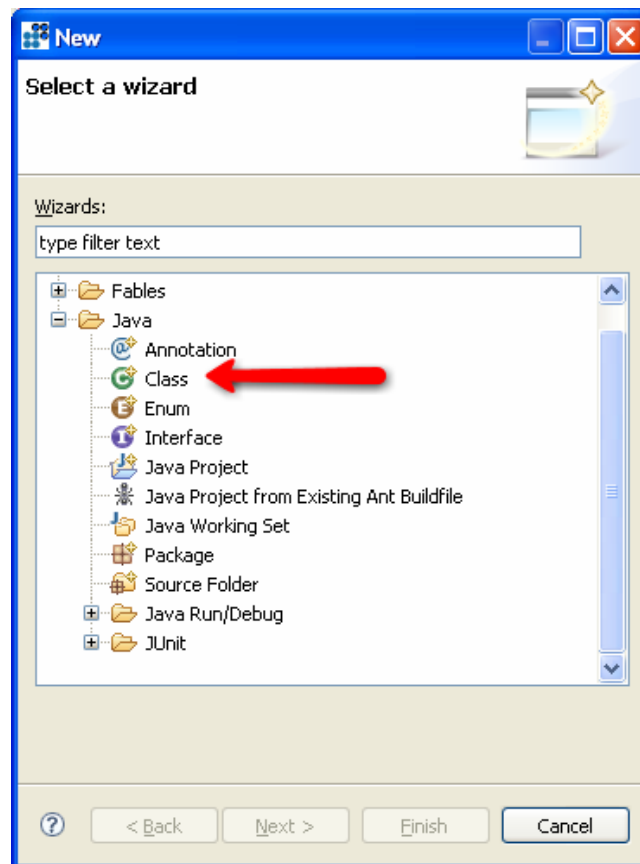 New
Select a wizard
Wizards:
type filter text
Fables
Java
Annotation
Class
Enum
Interface
Java Project
Java Project from Existing Ant Buildfile
Java Working Set
Package
Source Folder
Java Run/Debug
JUnit
< Back Next > Finish Cancel